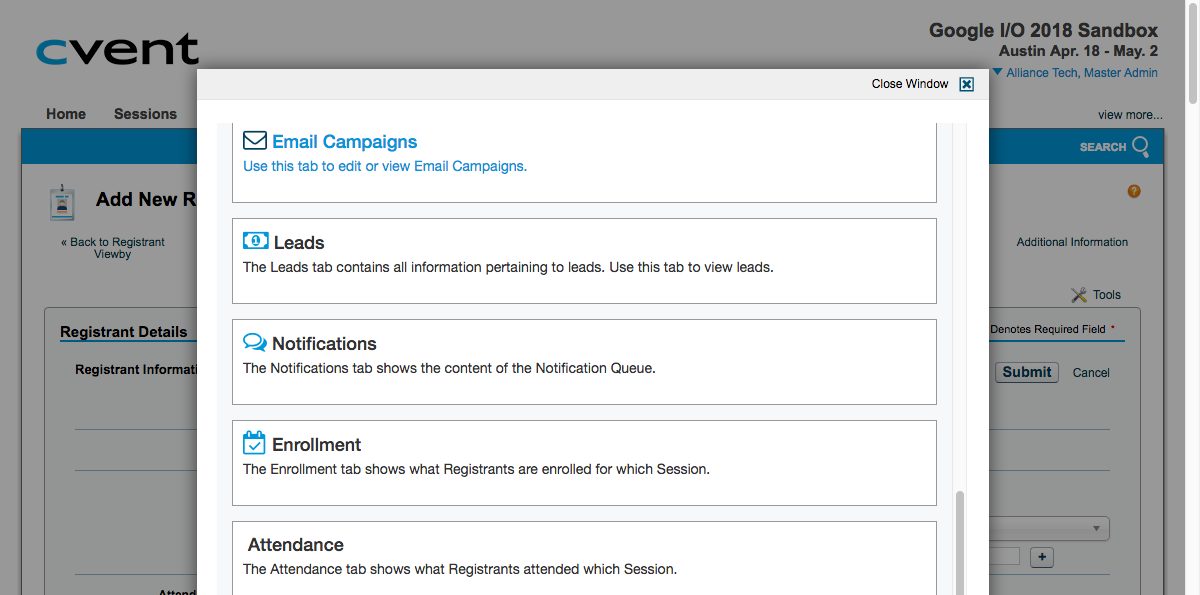 cvent
Google I/O 2018 Sandbox
Austin Apr. 18 - May. 2
Alliance Tech, Master Admin
Close Window
Home
Sessions
view more...
SEARCH
Email Campaigns
Use this tab to edit or view Email Campaigns.
Add New R
« Back to Registrant
Viewby
Additional Information
Leads
The Leads tab contains all information pertaining to leads. Use this tab to view leads.
Tools
Registrant Details
Denotes Required Field *
Notifications
The Notifications tab shows the content of the Notification Queue.
Registrant Informati
Submit
Cancel
Enrollment
The Enrollment tab shows what Registrants are enrolled for which Session.
Attendance
The Attendance tab shows what Registrants attended which Session.
+
Attend